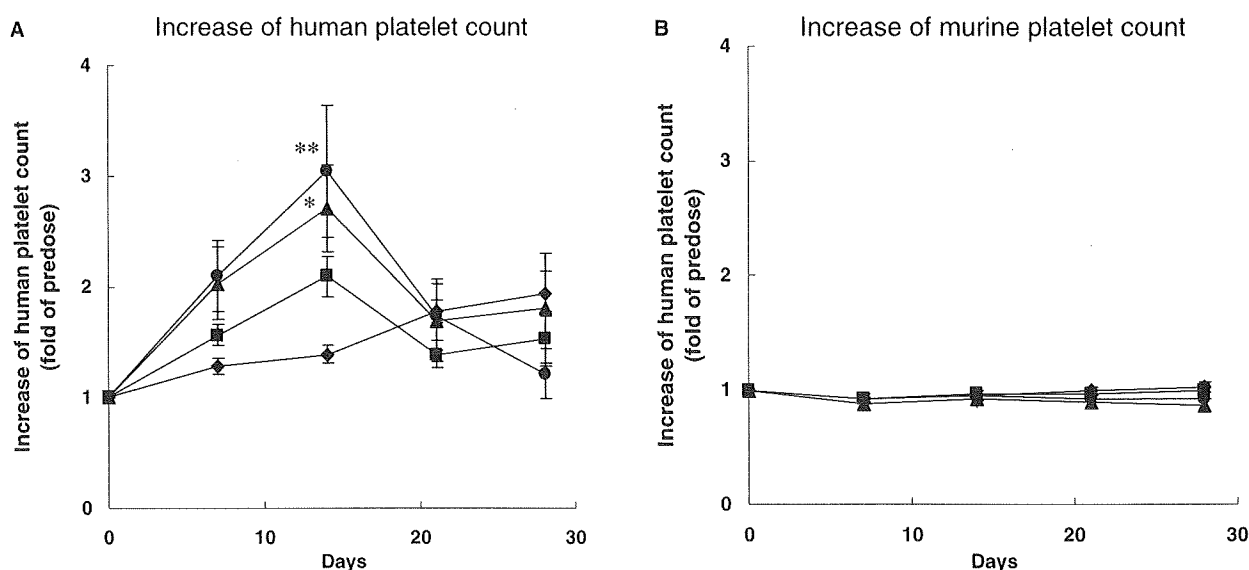 A Increase of human platelet count
Increase of human platelet count
(fold of predose)
4
3
2
1
0
**
*
0 10 20 30
Days
B Increase of murine platelet count
Increase of human platelet count
(fold of predose)
4
3
2
1
0
0 10 20 30
Days